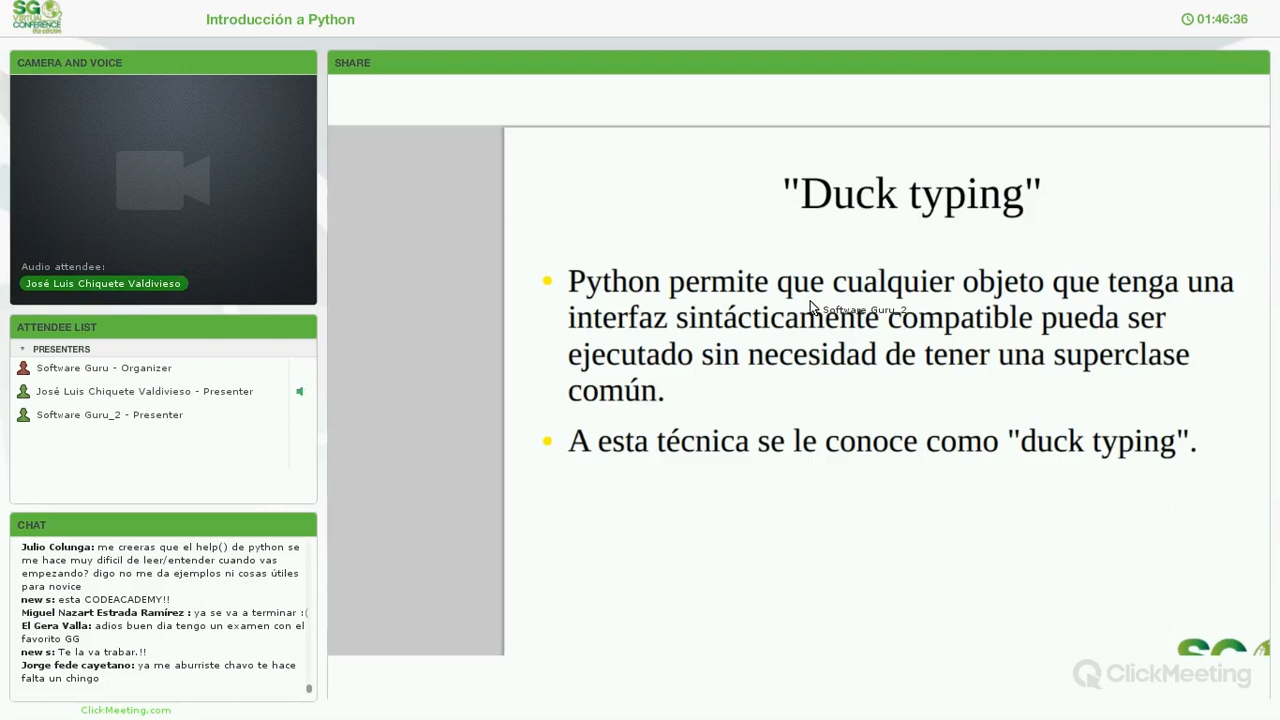 SG
VIRTUAL
CONFERENCE
Introducción a Python
01:46:36
CAMERA AND VOICE
Audio attendee:
José Luis Chiquete Valdivieso
ATTENDEE LIST
PRESENTERS
Software Guru - Organizer
José Luis Chiquete Valdivieso - Presenter
Software Guru_2 - Presenter
CHAT
Julio Colunga: me creeras que el help() de python se
me hace muy dificil de leer/entender cuando vas
empezando? digo no me da ejemplos ni cosas útiles
para novice
new s: esta CODEACADEMY!!
Miguel Nazart Estrada Ramírez : ya se va a terminar :(
El Gera Valla: adios buen dia tengo un examen con el
favorito GG
new s: Te la va trabar.!!
Jorge fede cayetano: ya me aburriste chavo te hace
falta un chingo
ClickMeeting.com
SHARE
"Duck typing"
Python permite que cualquier objeto que tenga una
Software Guru_2
interfaz sintácticamente compatible pueda ser
ejecutado sin necesidad de tener una superclase
común.
A esta técnica se le conoce como "duck typing".
SG
ClickMeeting